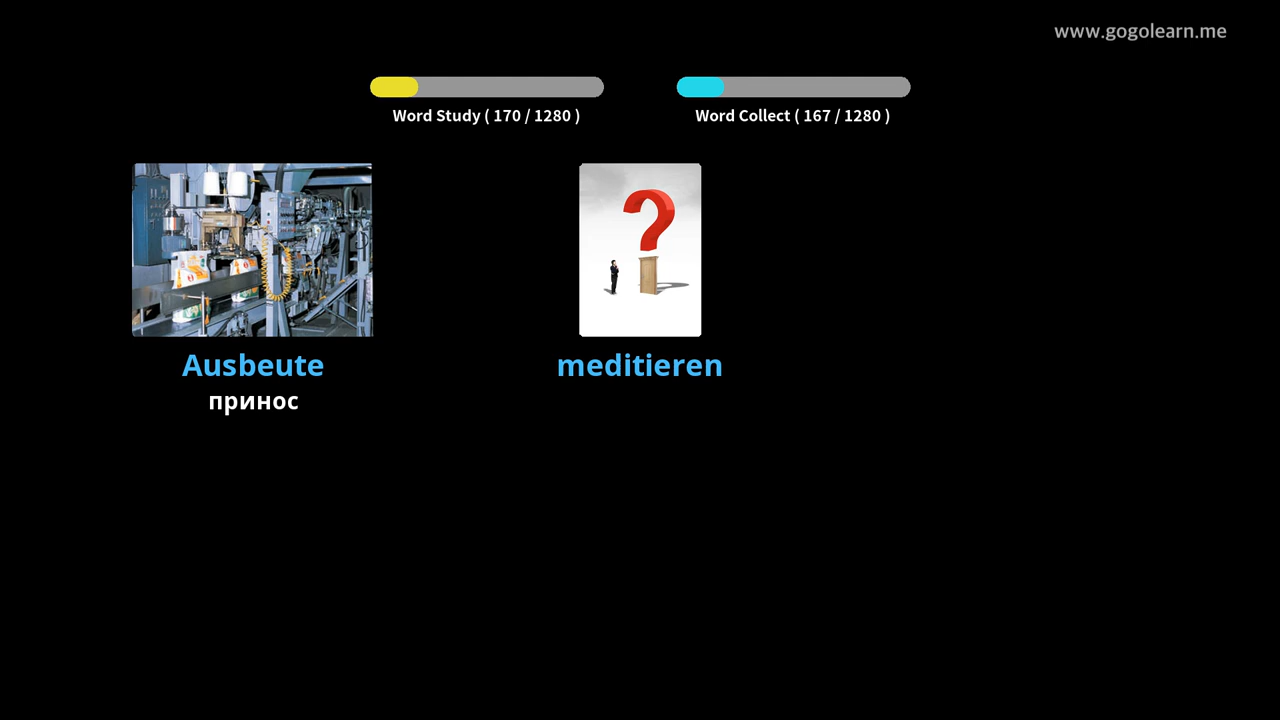 www.gogolearn.me
Word Study ( 170 / 1280 )
Word Collect ( 167 / 1280 )
Ausbeute
meditieren
принос